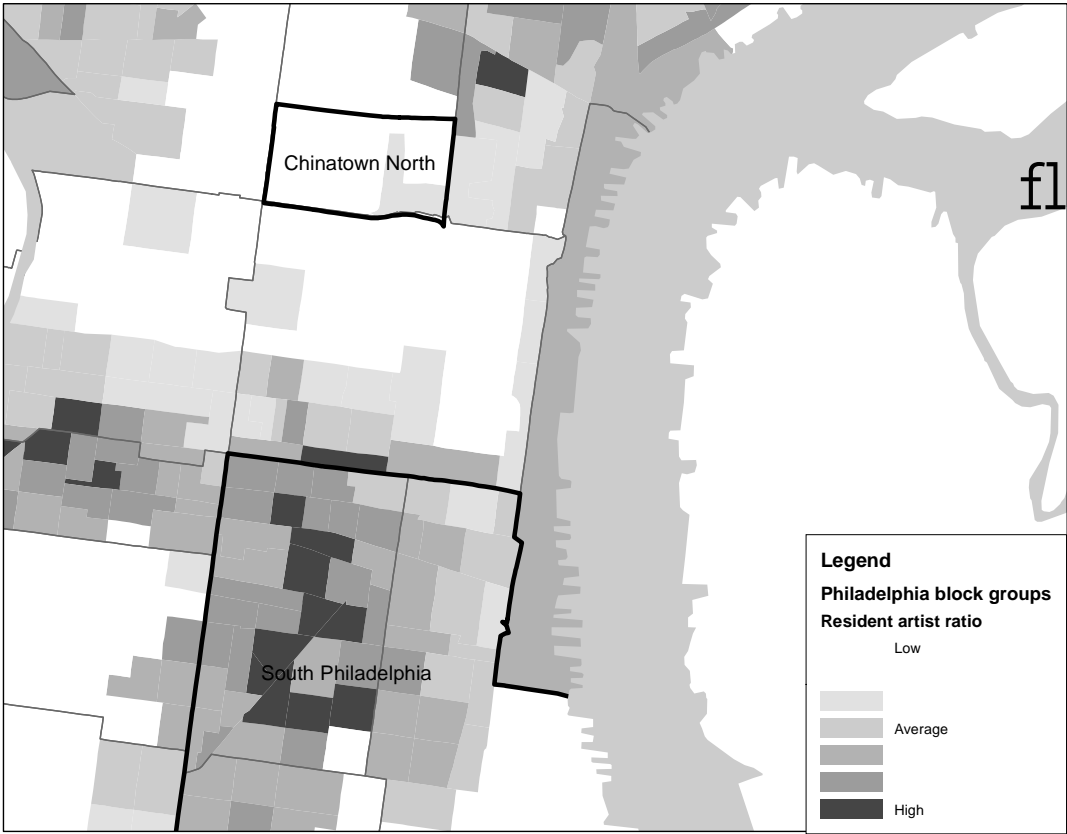 Chinatown North
fl
South Philadelphia
Legend
Philadelphia block groups
Resident artist ratio
Low
Average
High